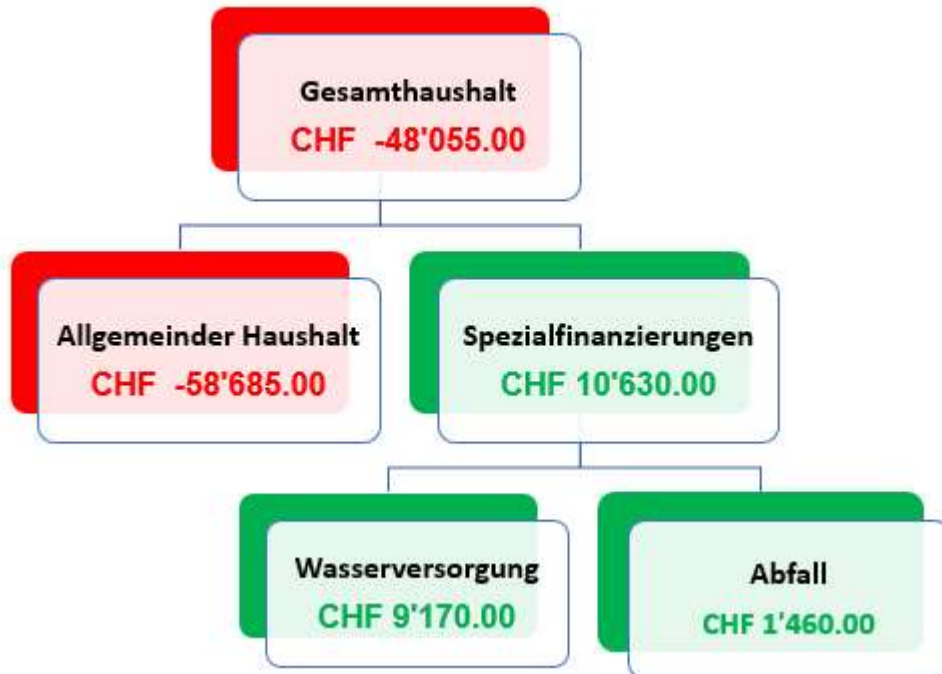 Gesamthaushalt
CHF -48'055.00
Allgemeinder Haushalt
CHF -58'685.00
Spezialfinanzierungen
CHF 10'630.00
Wasserversorgung
CHF 9'170.00
Abfall
CHF 1'460.00